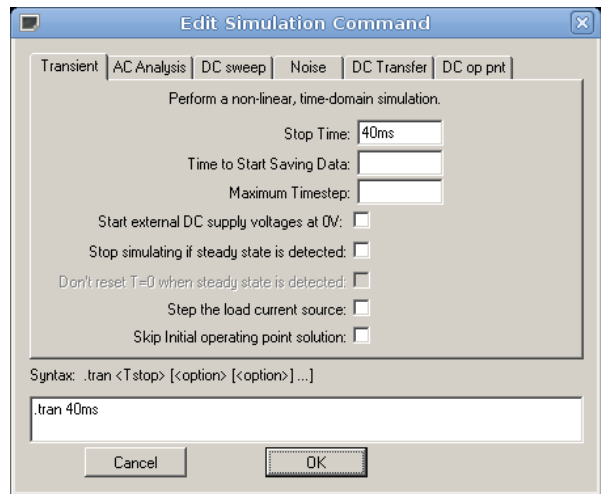 Edit Simulation Command
Transient AC Analysis DC sweep Noise DC Transfer DC op pnt
Perform a non-linear, time-domain simulation.
Stop Time: 40ms
Time to Start Saving Data:
Maximum Timestep:
Start external DC supply voltages at 0V:
Stop simulating if steady state is detected:
Don't reset T=0 when steady state is detected:
Step the load current source:
Skip Initial operating point solution:
Syntax: .tran <Tstop> [<option> [<option>] ...]
.tran 40ms
Cancel OK